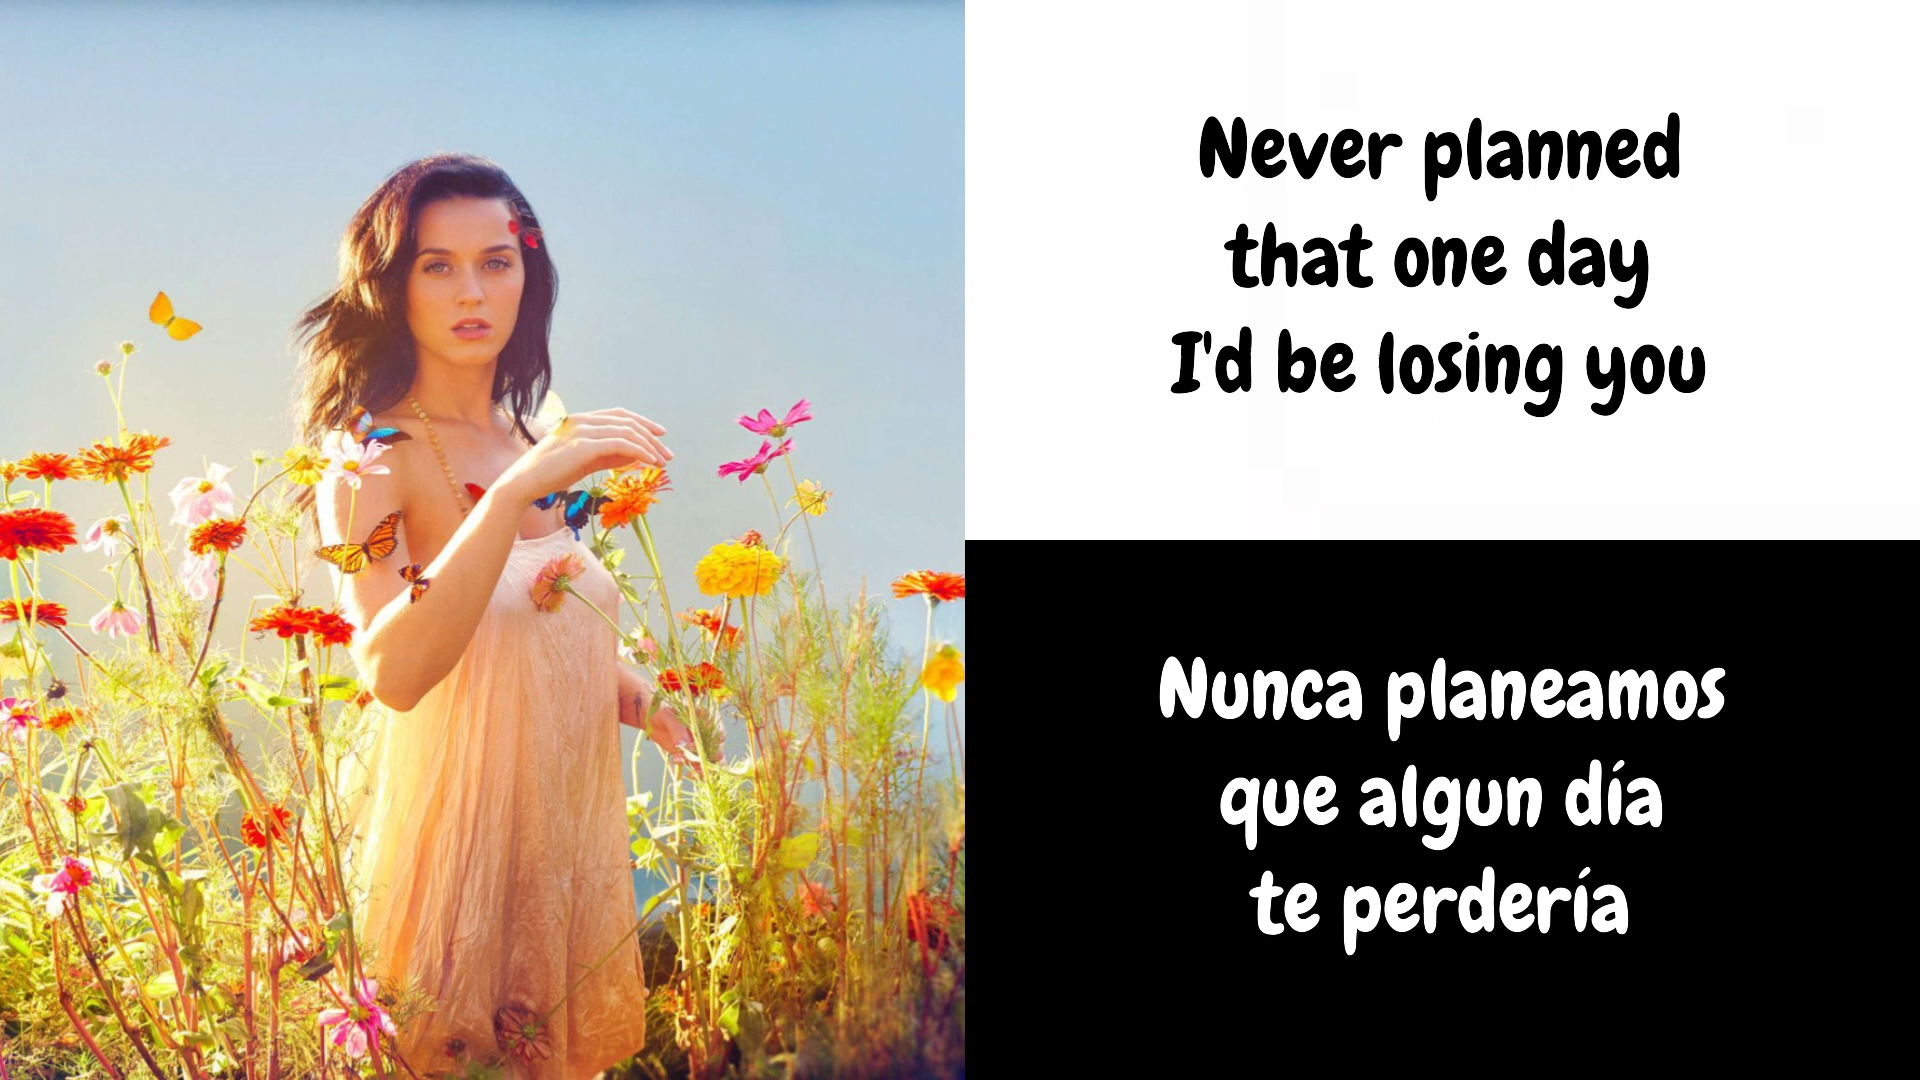 Never planned
that one day
I'd be losing you
Nunca planeamos
que algun día
te perdería